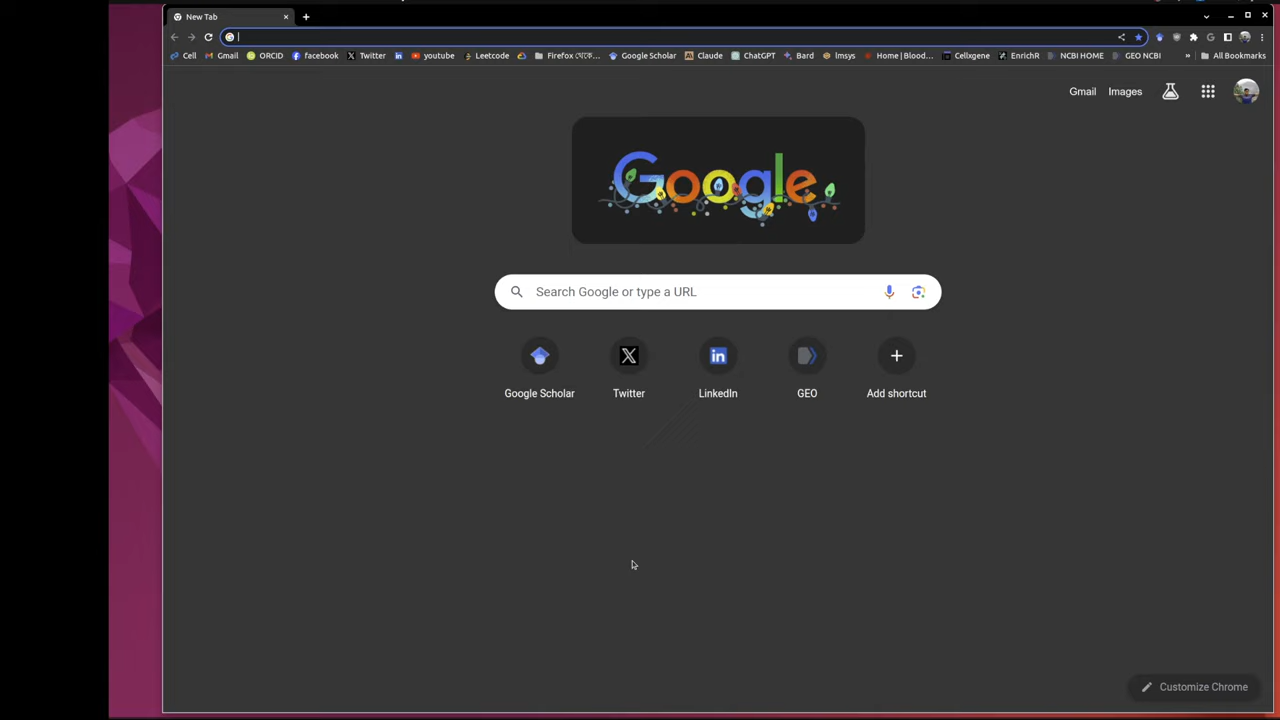 New Tab
Cell Gmail ORCID facebook Twitter youtube Leetcode Firefox থেকে... Google Scholar Claude ChatGPT Bard lmsys Home | Blood... Cellxgene EnrichR NCBI HOME GEO NCBI » All Bookmarks
Gmail Images
Google
Search Google or type a URL
Google Scholar Twitter LinkedIn GEO Add shortcut
Customize Chrome